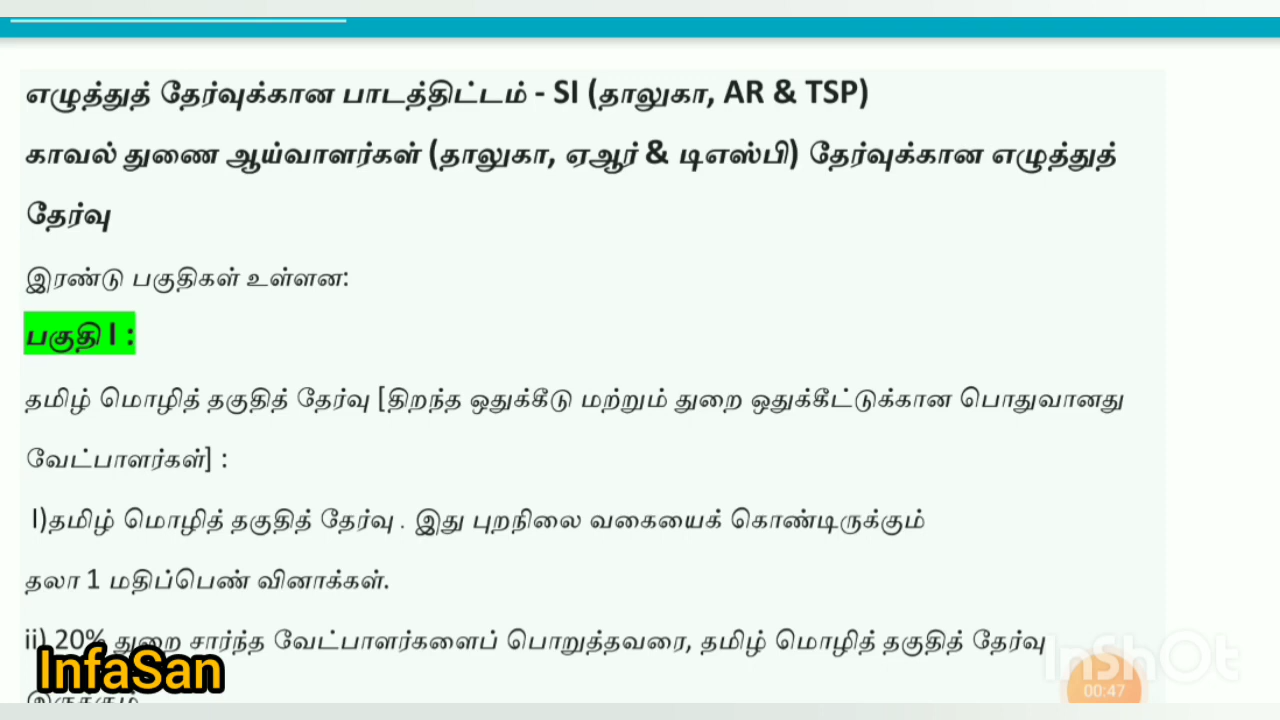 எழுத்துத் தேர்வுக்கான பாடத்திட்டம் - SI (தாலுகா, AR & TSP)
காவல் துணை ஆய்வாளர்கள் (தாலுகா, ஏஆர் & டிஎஸ்பி) தேர்வுக்கான எழுத்துத்
தேர்வு
இரண்டு பகுதிகள் உள்ளன:
பகுதி I :
தமிழ் மொழித் தகுதித் தேர்வு [திறந்த ஒதுக்கீடு மற்றும் துறை ஒதுக்கீட்டுக்கான பொதுவானது
வேட்பாளர்கள்] :
I)தமிழ் மொழித் தகுதித் தேர்வு . இது புறநிலை வகையைக் கொண்டிருக்கும்
தலா 1 மதிப்பெண் வினாக்கள்.
ii) 20% துறை சார்ந்த வேட்பாளர்களைப் பொறுத்தவரை, தமிழ் மொழித் தகுதித் தேர்வு
இருக்கும்
InfaSan
InShOt
00:47